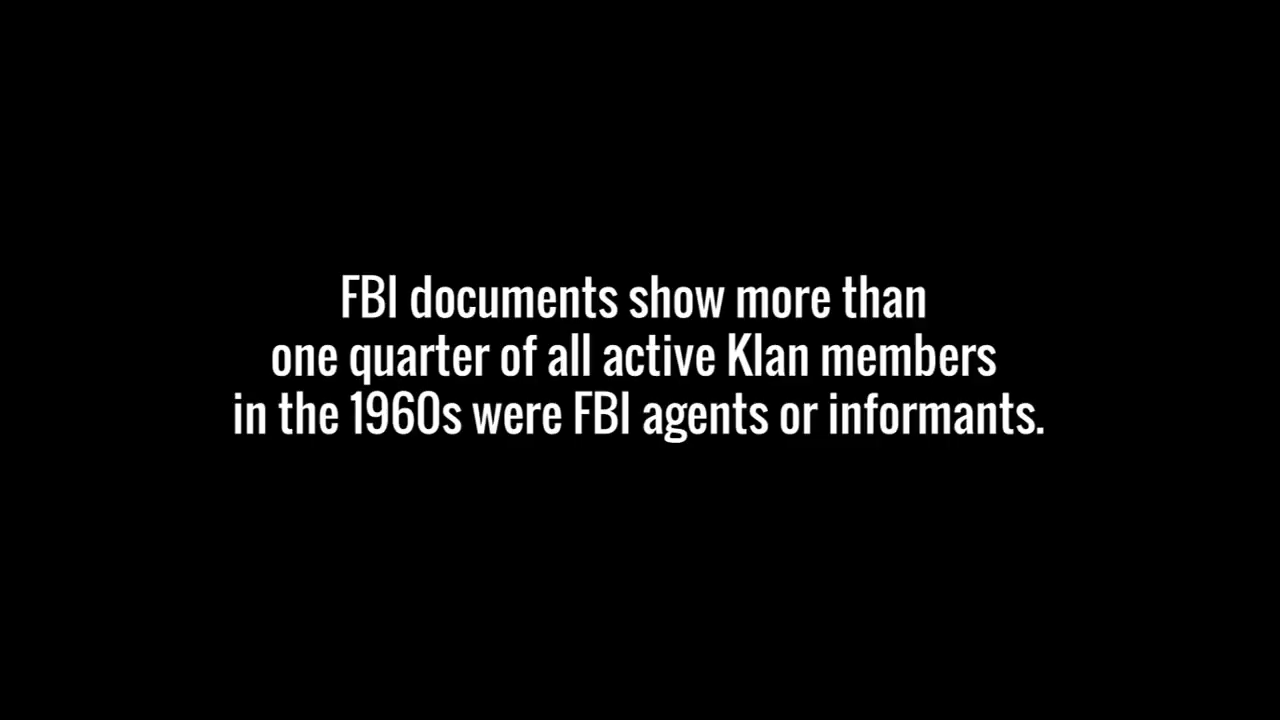 FBI documents show more than
one quarter of all active Klan members
in the 1960s were FBI agents or informants.